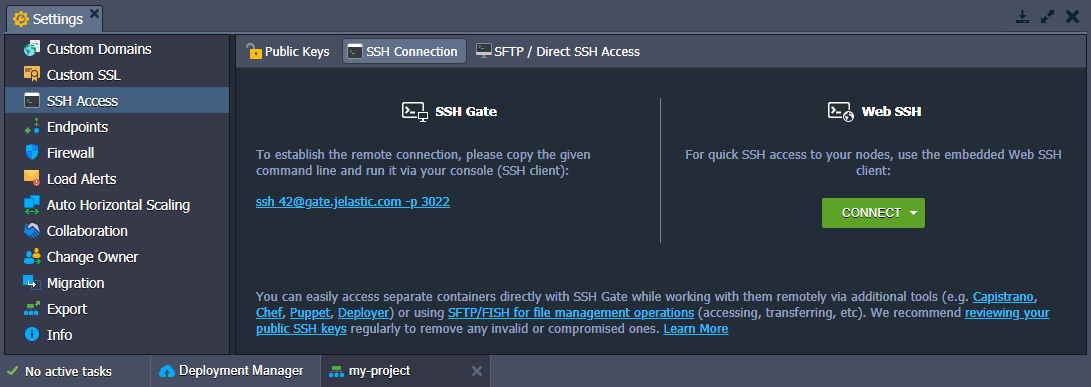 Settings
Custom Domains
Custom SSL
SSH Access
Endpoints
Firewall
Load Alerts
Auto Horizontal Scaling
Collaboration
Change Owner
Migration
Export
Info
Public Keys
SSH Connection
SFTP / Direct SSH Access
SSH Gate
To establish the remote connection, please copy the given
command line and run it via your console (SSH client):
ssh 42@gate.jelastic.com -p 3022
Web SSH
For quick SSH access to your nodes, use the embedded Web SSH
client:
CONNECT
You can easily access separate containers directly with SSH Gate while working with them remotely via additional tools (e.g. Capistrano,
Chef, Puppet, Deployer) or using SFTP/FISH for file management operations (accessing, transferring, etc). We recommend reviewing your
public SSH keys regularly to remove any invalid or compromised ones. Learn More
No active tasks
Deployment Manager
my-project